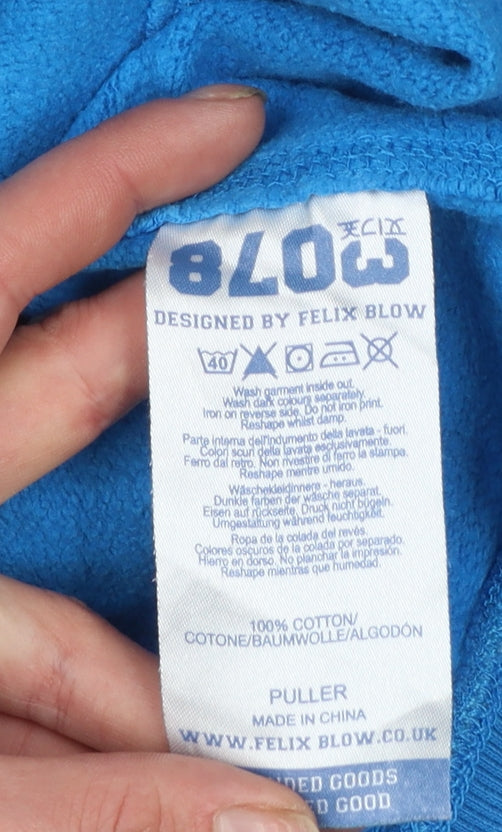 FELIX
BLOW
DESIGNED BY FELIX BLOW
40
Wash garment inside out.
Wash dark colours separately.
Iron on reverse side. Do not iron print.
Reshape whilst damp.
Parte interna dell'indumento della lavata - fuori.
Colori scuri della lavata esclusivamente.
Ferro dal retro. Non rivestire di ferro la stampa.
Reshape mentre umido.
Wäschekleidinnere - heraus.
Dunkle farben der wäsche separat.
Eisen auf rückseite. Druck nicht bügeln.
Umgestaltung während feuchtigkeit.
Ropa de la colada del revés.
Colores oscuros de la colada por separado.
Hierro en dorso. No planchar la impresión.
Reshape mientras que humedad.
100% COTTON/
COTONE/BAUMWOLLE/ALGODÓN
PULLER
MADE IN CHINA
WWW.FELIX BLOW.CO.UK
GOODS
GOOD